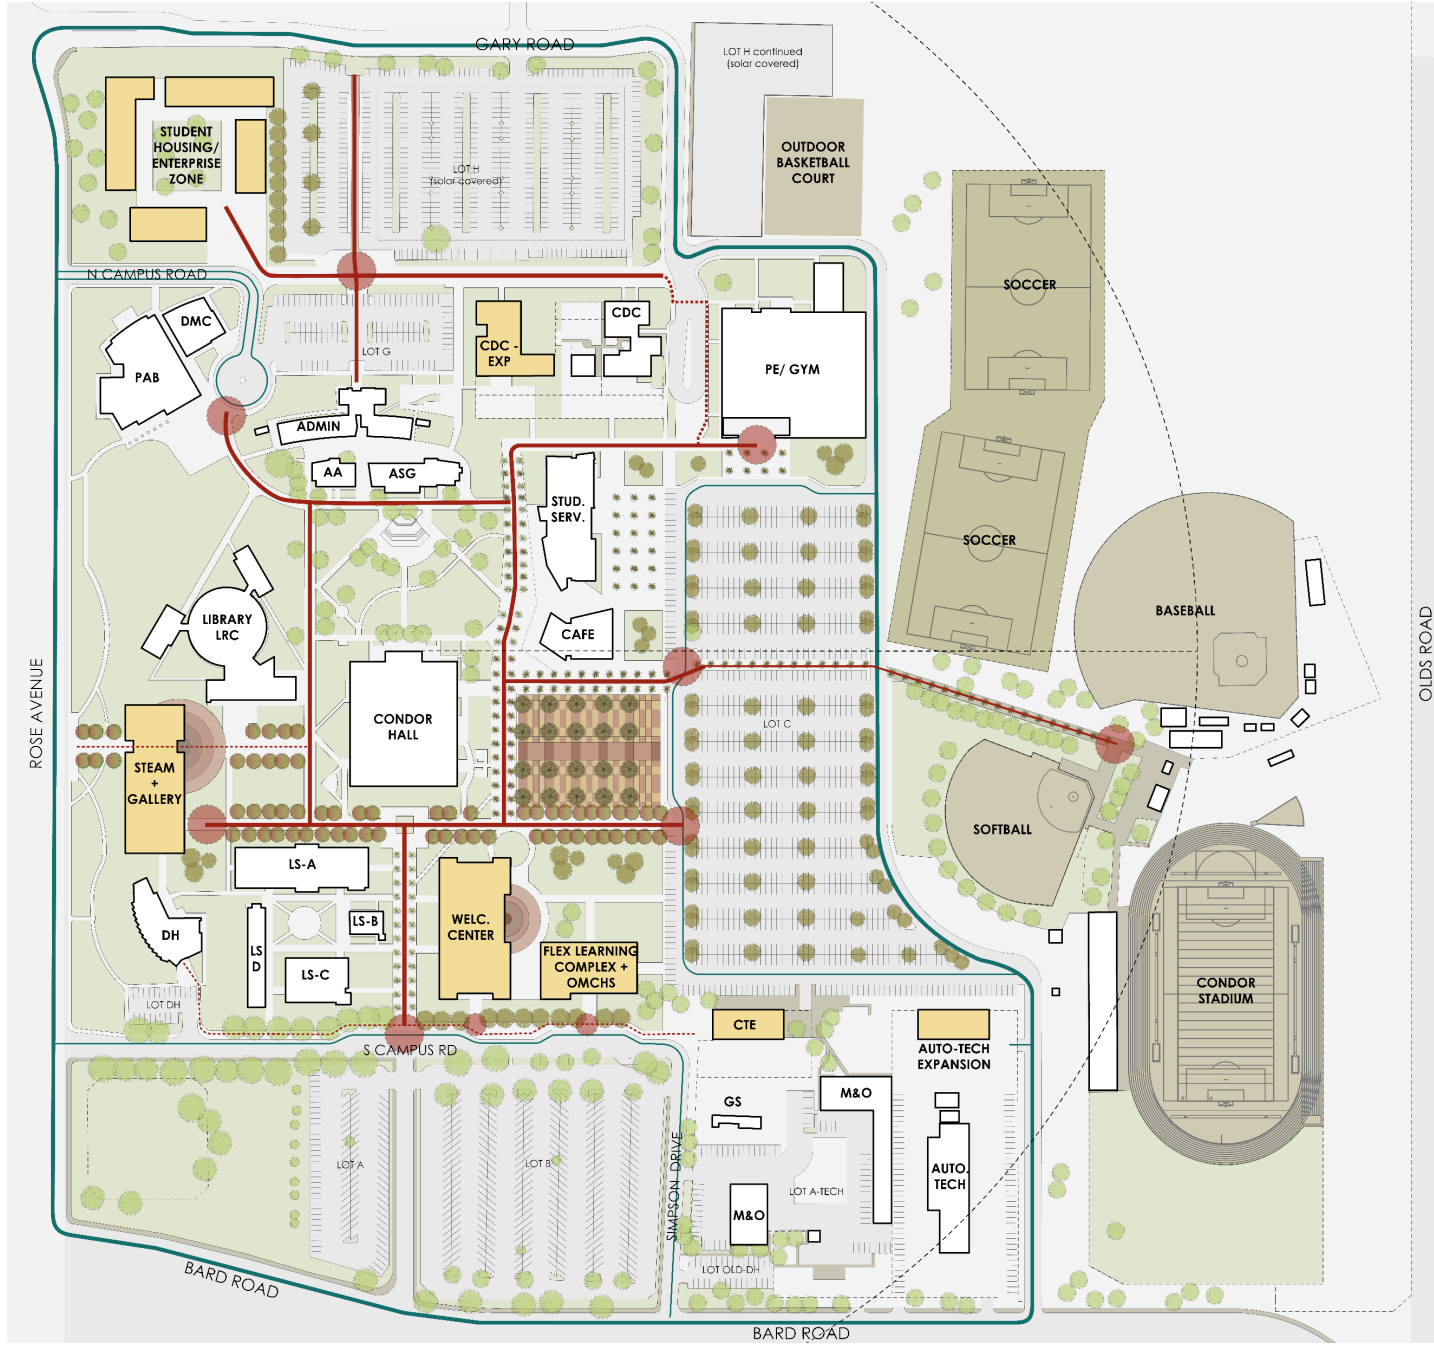 GARY ROAD
LOT H continued
(solar covered)
STUDENT
HOUSING/
ENTERPRISE
ZONE
OUTDOOR
BASKETBALL
COURT
LOT H
(solar covered)
N CAMPUS ROAD
SOCCER
DMC
CDC
PAB
LOT G
CDC -
EXP
PE/ GYM
ADMIN
AA
ASG
STUD.
SERV.
SOCCER
LIBRARY
LRC
CAFE
BASEBALL
OLDS ROAD
ROSE AVENUE
CONDOR
HALL
LOT C
STEAM
+
GALLERY
SOFTBALL
LS-A
DH
LS
D
LS-B
LS-C
WELC.
CENTER
FLEX LEARNING
COMPLEX +
OMCHS
CONDOR
STADIUM
LOT DH
CTE
AUTO-TECH
EXPANSION
S CAMPUS RD
GS
M&O
LOT A
LOT B
SIMPSON DRIVE
LOT A-TECH
AUTO.
TECH
M&O
LOT OLD-DH
BARD ROAD
BARD ROAD